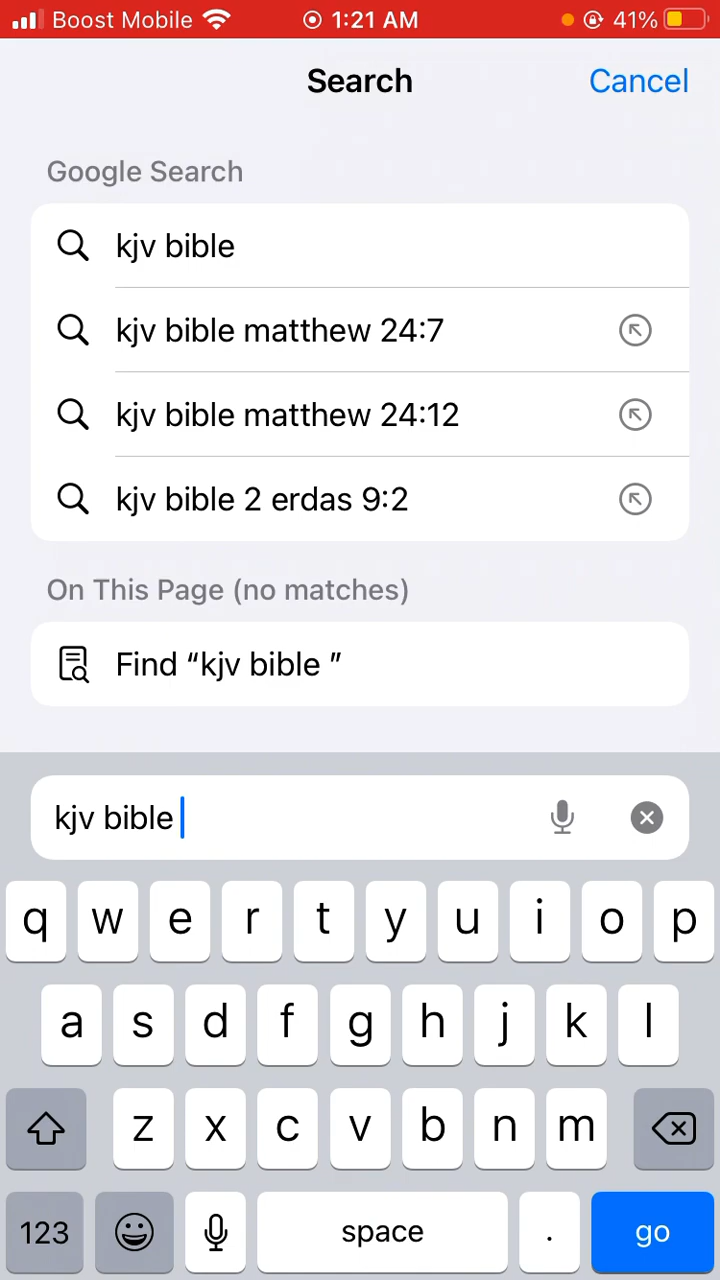 Boost Mobile 1:21 AM 41%
Search Cancel
Google Search
kjv bible
kjv bible matthew 24:7
kjv bible matthew 24:12
kjv bible 2 erdas 9:2
On This Page (no matches)
Find “kjv bible ”
kjv bible
q w e r t y u i o p
a s d f g h j k l
z x c v b n m
123 space . go